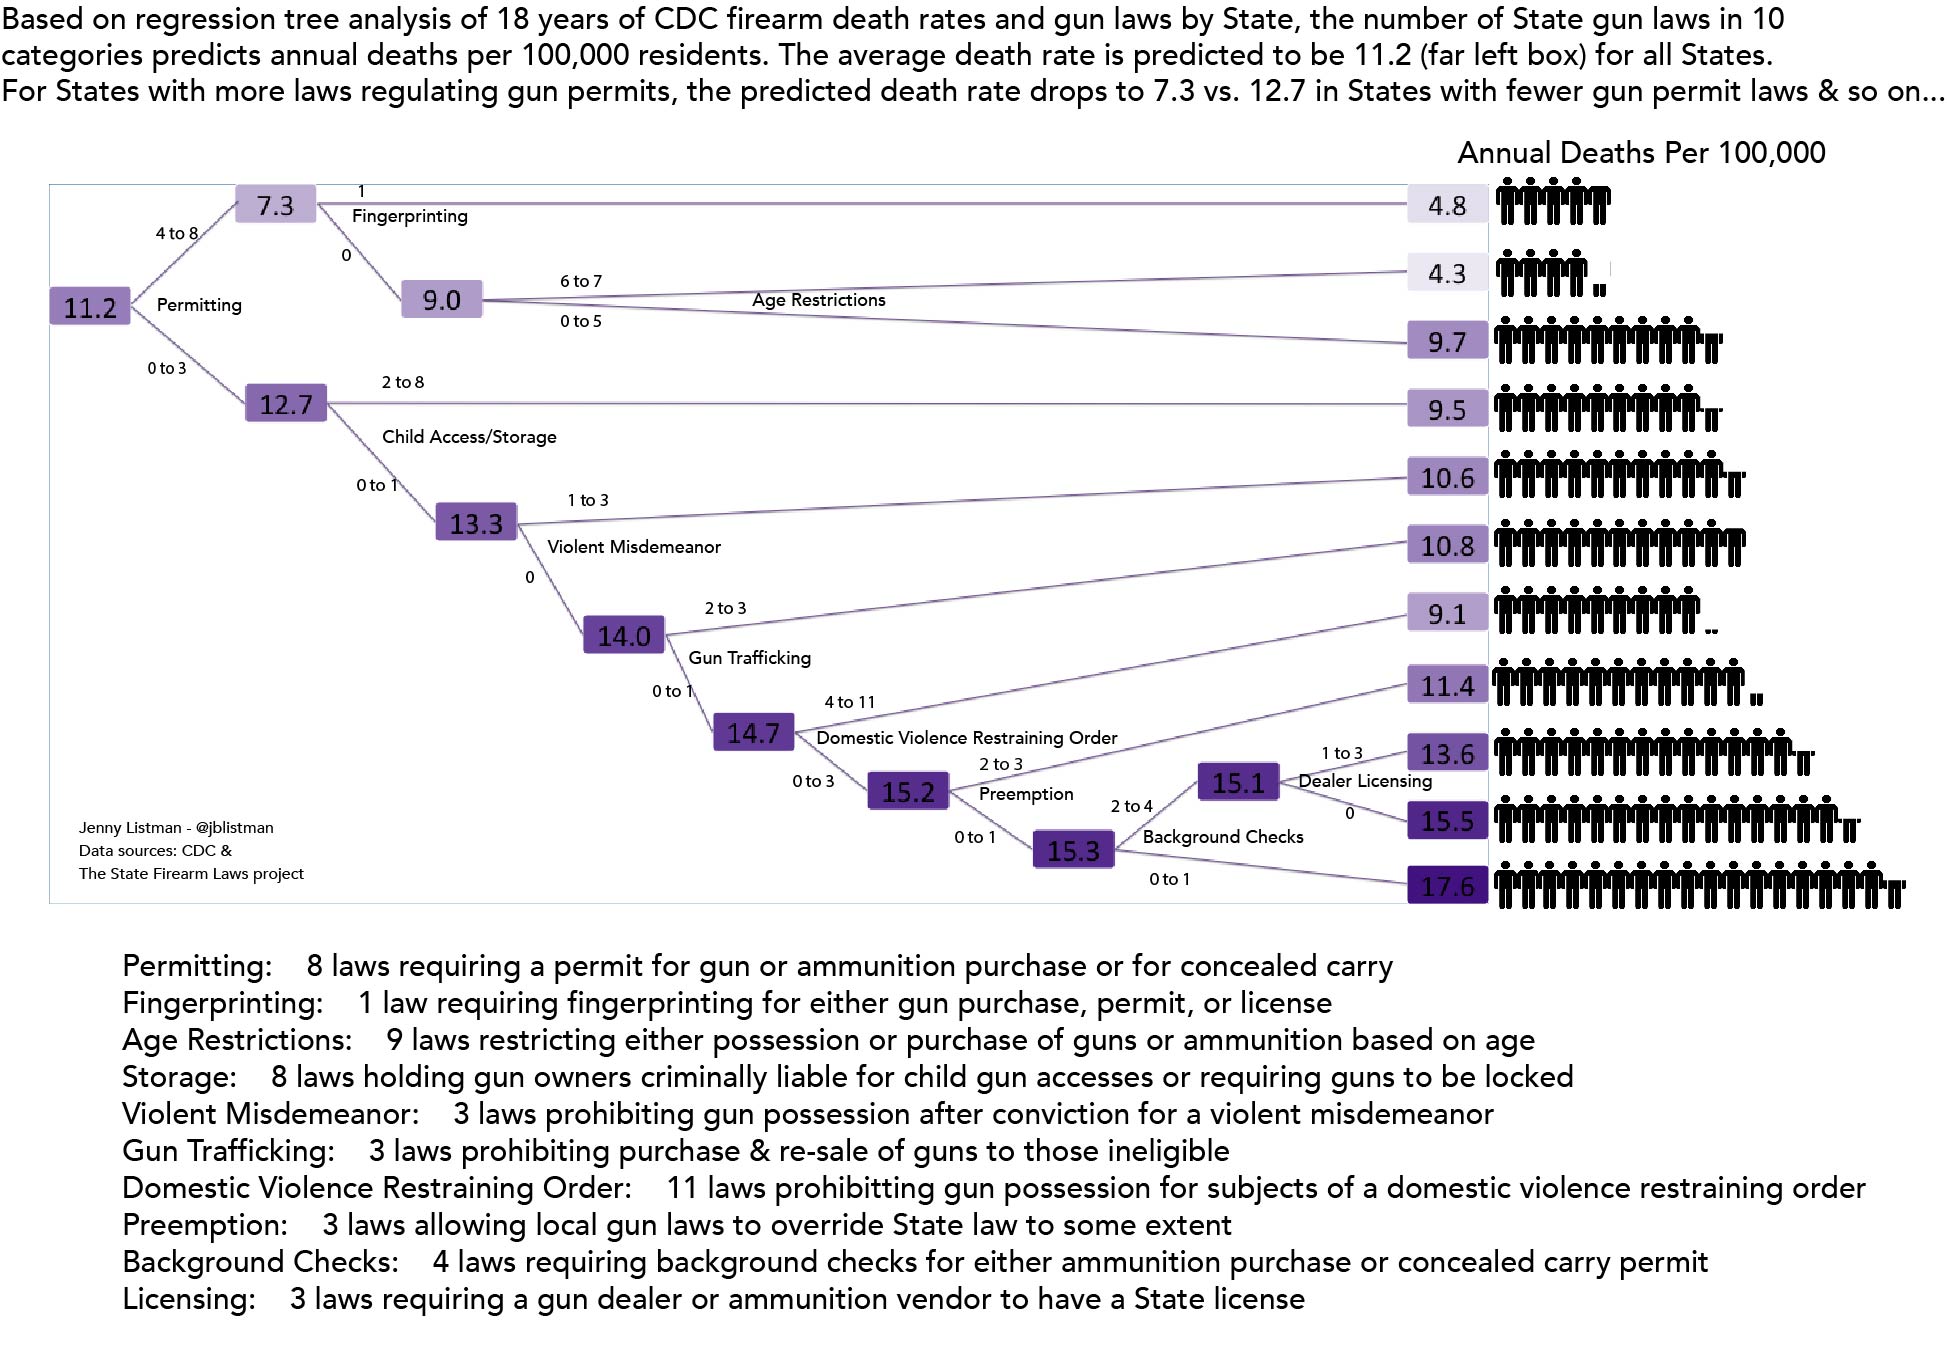 Based on regression tree analysis of 18 years of CDC firearm death rates and gun laws by State, the number of State gun laws in 10
categories predicts annual deaths per 100,000 residents. The average death rate is predicted to be 11.2 (far left box) for all States.
For States with more laws regulating gun permits, the predicted death rate drops to 7.3 vs. 12.7 in States with fewer gun permit laws & so on...
Annual Deaths Per 100,000
1
7.3
4.8
Fingerprinting
4 to 8
0
4.3
6 to 7
9.0
Age Restrictions
11.2
Permitting
0 to 5
9.7
0 to 3
2 to 8
12.7
9.5
Child Access/Storage
0 to 1
10.6
1 to 3
13.3
Violent Misdemeanor
10.8
0
2 to 3
9.1
14.0
Gun Trafficking
11.4
0 to 1
4 to 11
14.7
Domestic Violence Restraining Order
1 to 3
13.6
2 to 3
0 to 3
15.1
Dealer Licensing
15.2
Preemption
2 to 4
0
15.5
Jenny Listman - @jblistman
0 to 1
Background Checks
Data sources: CDC &
15.3
The State Firearm Laws project
0 to 1
17.6
Permitting: 8 laws requiring a permit for gun or ammunition purchase or for concealed carry
Fingerprinting: 1 law requiring fingerprinting for either gun purchase, permit, or license
Age Restrictions: 9 laws restricting either possession or purchase of guns or ammunition based on age
Storage: 8 laws holding gun owners criminally liable for child gun accesses or requiring guns to be locked
Violent Misdemeanor: 3 laws prohibiting gun possession after conviction for a violent misdemeanor
Gun Trafficking: 3 laws prohibiting purchase & re-sale of guns to those ineligible
Domestic Violence Restraining Order: 11 laws prohibitting gun possession for subjects of a domestic violence restraining order
Preemption: 3 laws allowing local gun laws to override State law to some extent
Background Checks: 4 laws requiring background checks for either ammunition purchase or concealed carry permit
Licensing: 3 laws requiring a gun dealer or ammunition vendor to have a State license